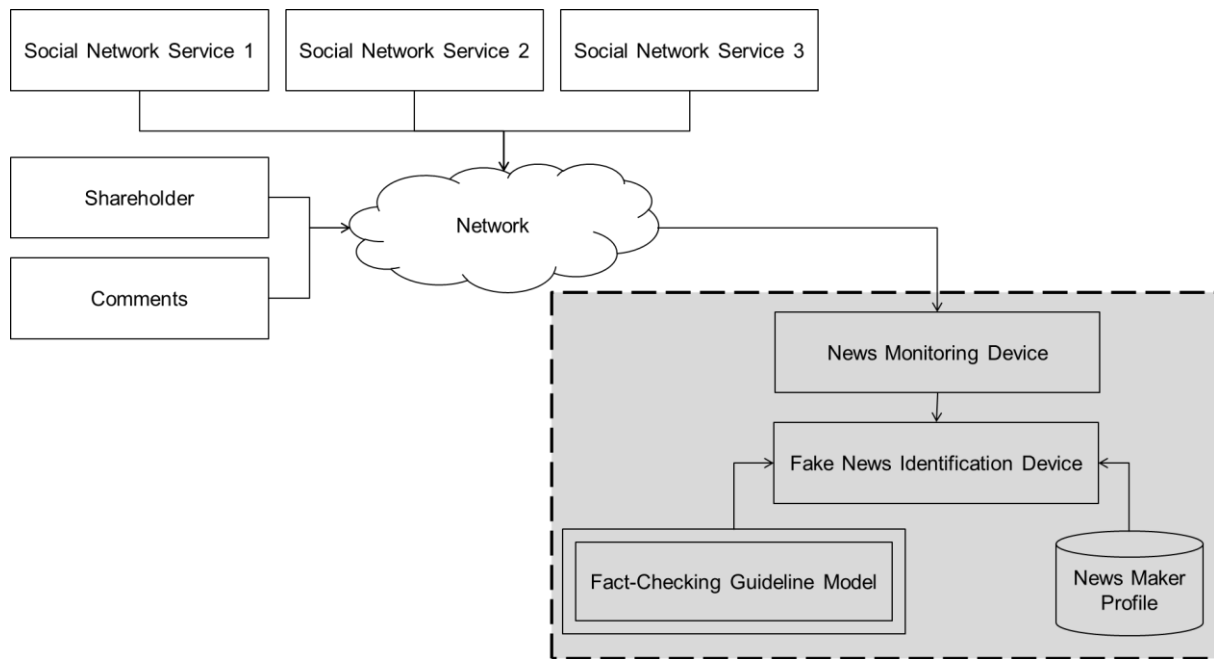 Social Network Service 1
Social Network Service 2
Social Network Service 3
Shareholder
Network
Comments
News Monitoring Device
Fake News Identification Device
Fact-Checking Guideline Model
News Maker
Profile